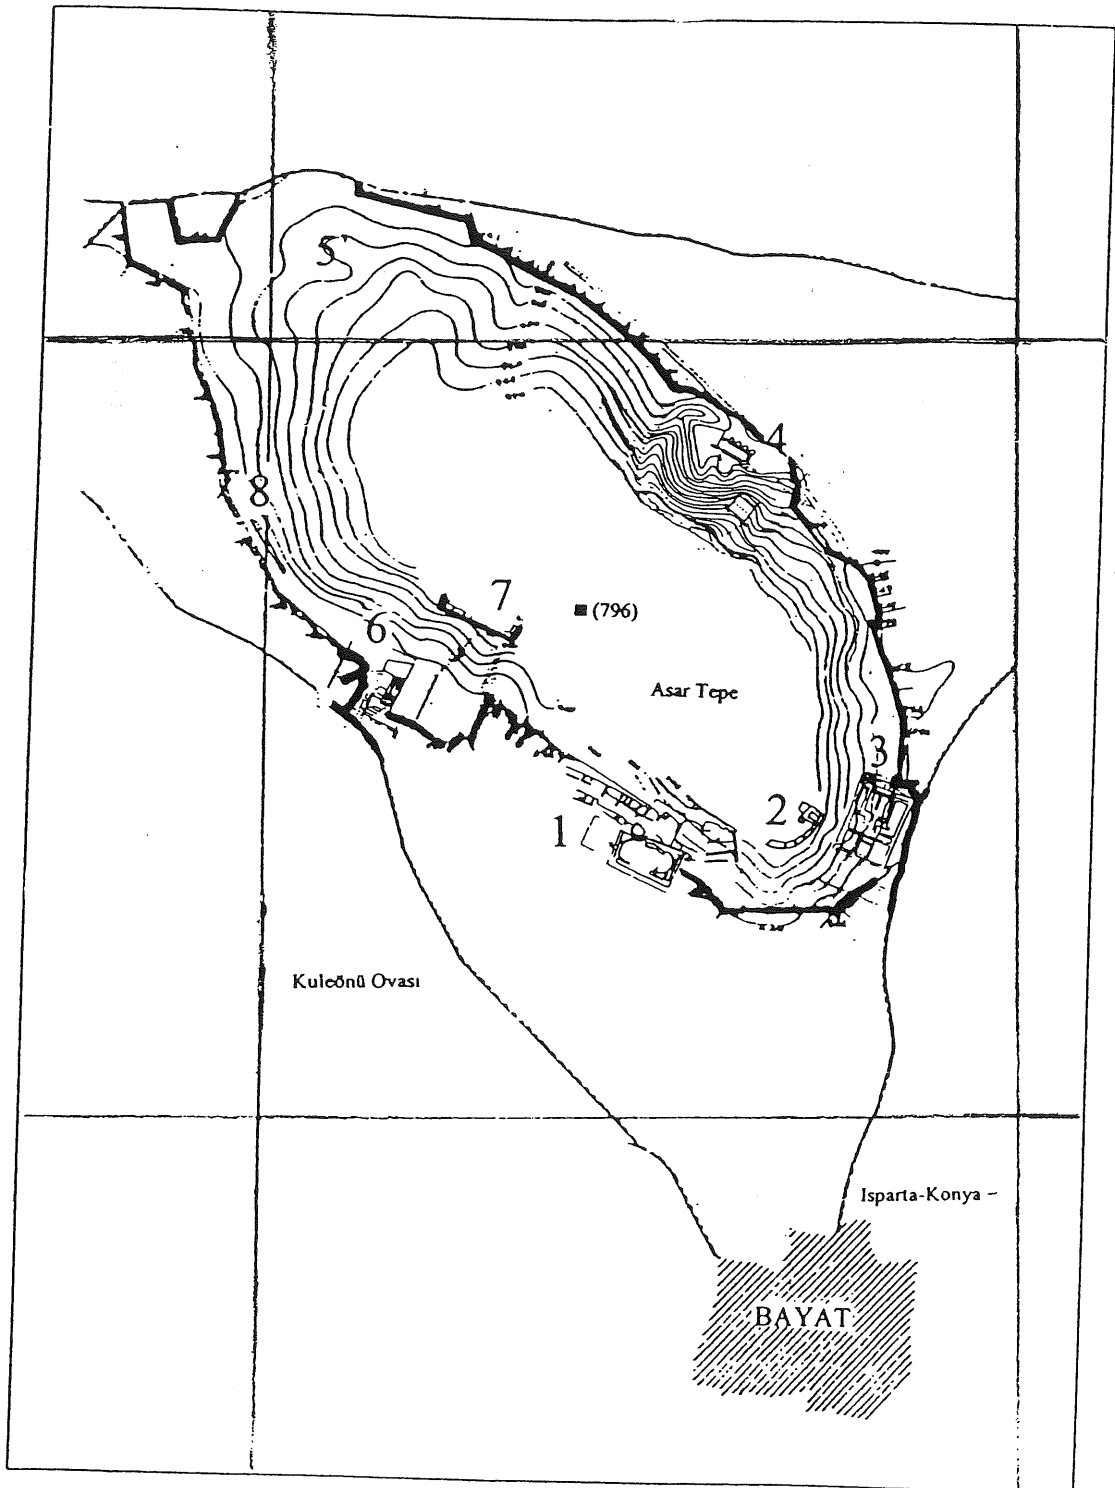 5
4
8
7
(796)
6
Asar Tepe
3
2
1
Kuleönü Ovası
Isparta-Konya -
BAYAT